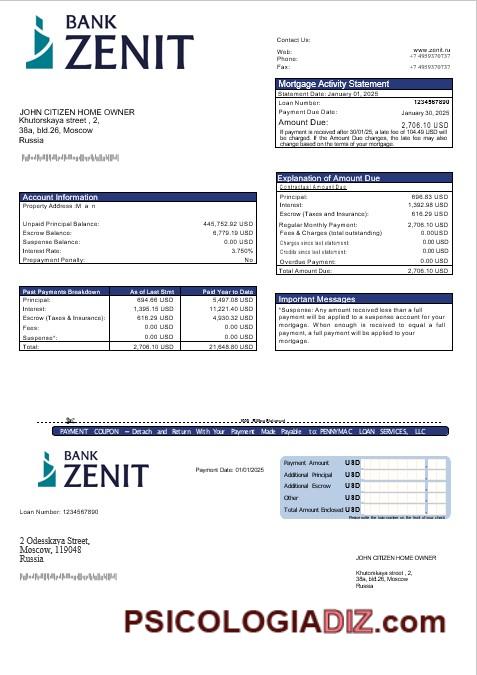 BANK
ZENIT
Contact Us:
Web: www.zenit.ru
Phone: +7 4959370737
Fax: +7 4959370737
Mortgage Activity Statement
Statement Date: January 01, 2025
Loan Number: 1234567890
Payment Due Date: January 30, 2025
Amount Due: 2,706.10 USD
If payment is received after 30/01/25, a late fee of 104.49 USD will
be charged. If the Amount Due changes, the late fee may also
change based on the terms of your mortgage.
JOHN CITIZEN HOME OWNER
Khutorskaya street , 2,
38a, bld.26, Moscow
Russia
Explanation of Amount Due
Contractual Amount Due
Principal: 696.83 USD
Interest: 1,392.98 USD
Escrow (Taxes and Insurance): 616.29 USD
Regular Monthly Payment: 2,706.10 USD
Fees & Charges (total outstanding) 0.00USD
Charges since last statement: 0.00 USD
Credits since last statement: 0.00 USD
Overdue Payment: 0.00 USD
Total Amount Due: 2,706.10 USD
Account Information
Property Address :M a n
Unpaid Principal Balance: 445,752.92 USD
Escrow Balance: 6,779.19 USD
Suspense Balance: 0.00 USD
Interest Rate: 3.750%
Prepayment Penalty: No
Past Payments Breakdown As of Last Stmt Paid Year to Date
Principal: 694.66 USD 5,497.08 USD
Interest: 1,395.15 USD 11,221.40 USD
Escrow (Taxes & Insurance): 616.29 USD 4,930.32 USD
Fees: 0.00 USD 0.00 USD
Suspense*: 0.00 USD 0.00 USD
Total: 2,706.10 USD 21,648.80 USD
Important Messages
*Suspense: Any amount received less than a full
payment will be applied to a suspense account for your
mortgage. When enough is received to equal a full
payment, a full payment will be applied to your
mortgage.
PAYMENT COUPON – Detach and Return With Your Payment Made Payable to: PENNYMAC LOAN SERVICES, LLC
BANK
ZENIT
Payment Date: 01/01/2025
Payment Amount USD
Additional Principal USD
Additional Escrow USD
Other USD
Total Amount Enclosed USD
Please write the loan number on the front of your check.
Loan Number: 1234567890
2 Odesskaya Street,
Moscow, 119048
Russia
JOHN CITIZEN HOME OWNER
Khutorskaya street , 2,
38a, bld.26, Moscow
Russia
PSICOLOGIADIZ.com